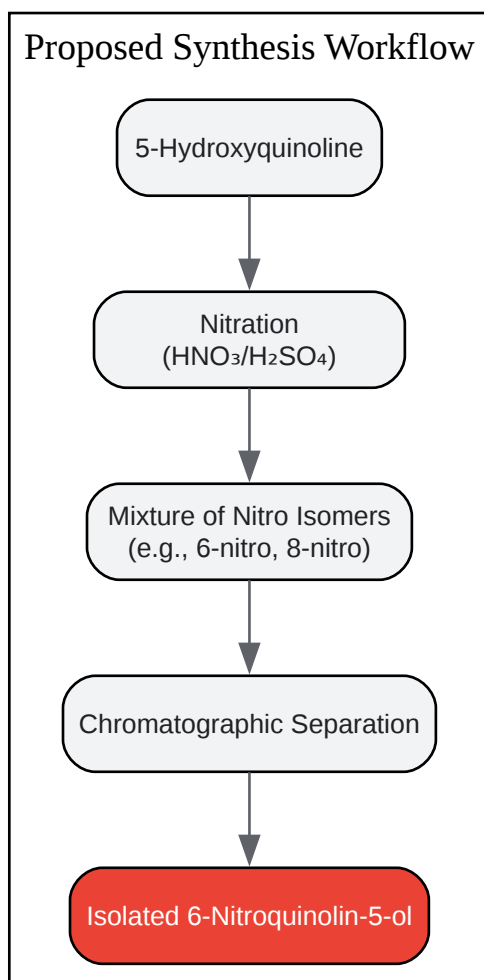 Proposed Synthesis Workflow
5-Hydroxyquinoline
Nitration
(HNO₃/H₂SO₄)
Mixture of Nitro Isomers
(e.g., 6-nitro, 8-nitro)
Chromatographic Separation
Isolated 6-Nitroquinolin-5-ol